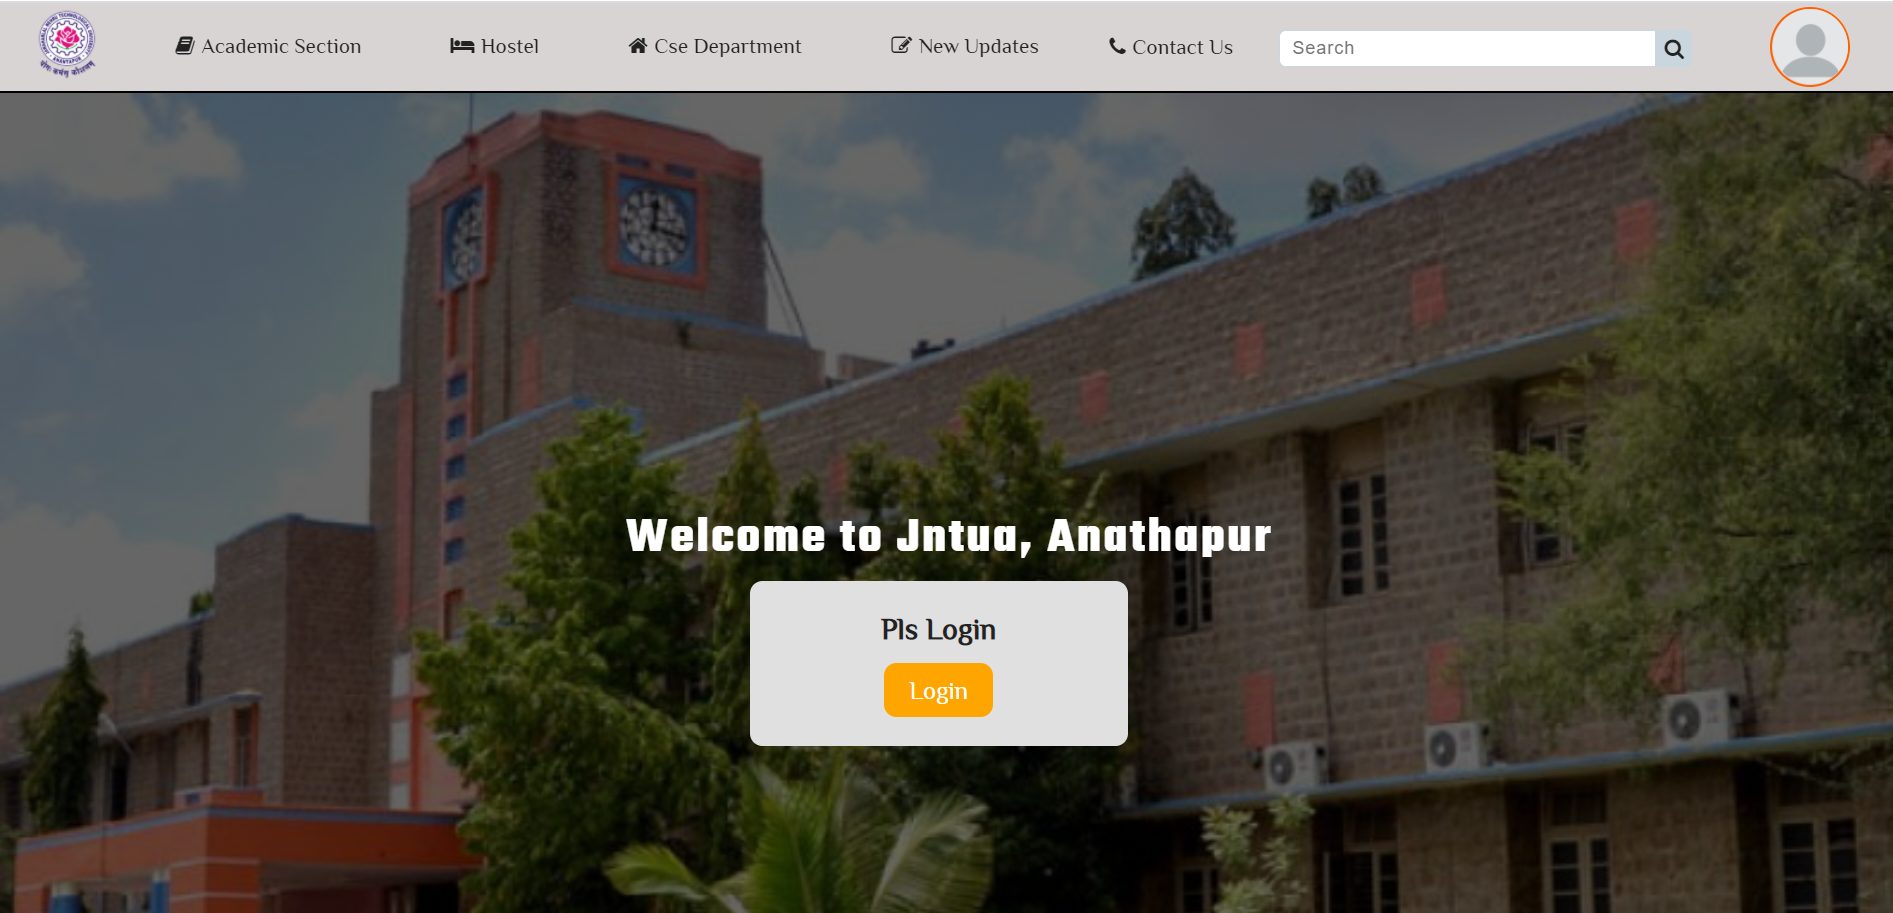 Academic Section
Hostel
Cse Department
New Updates
Contact Us
Search
Welcome to Jntua, Anathapur
Pls Login
Login